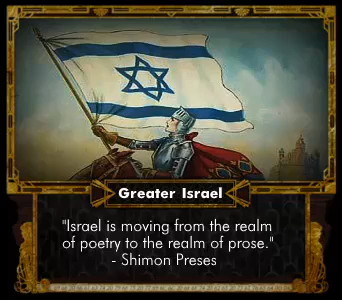 Greater Israel
"Israel is moving from the realm
of poetry to the realm of prose."
- Shimon Preses